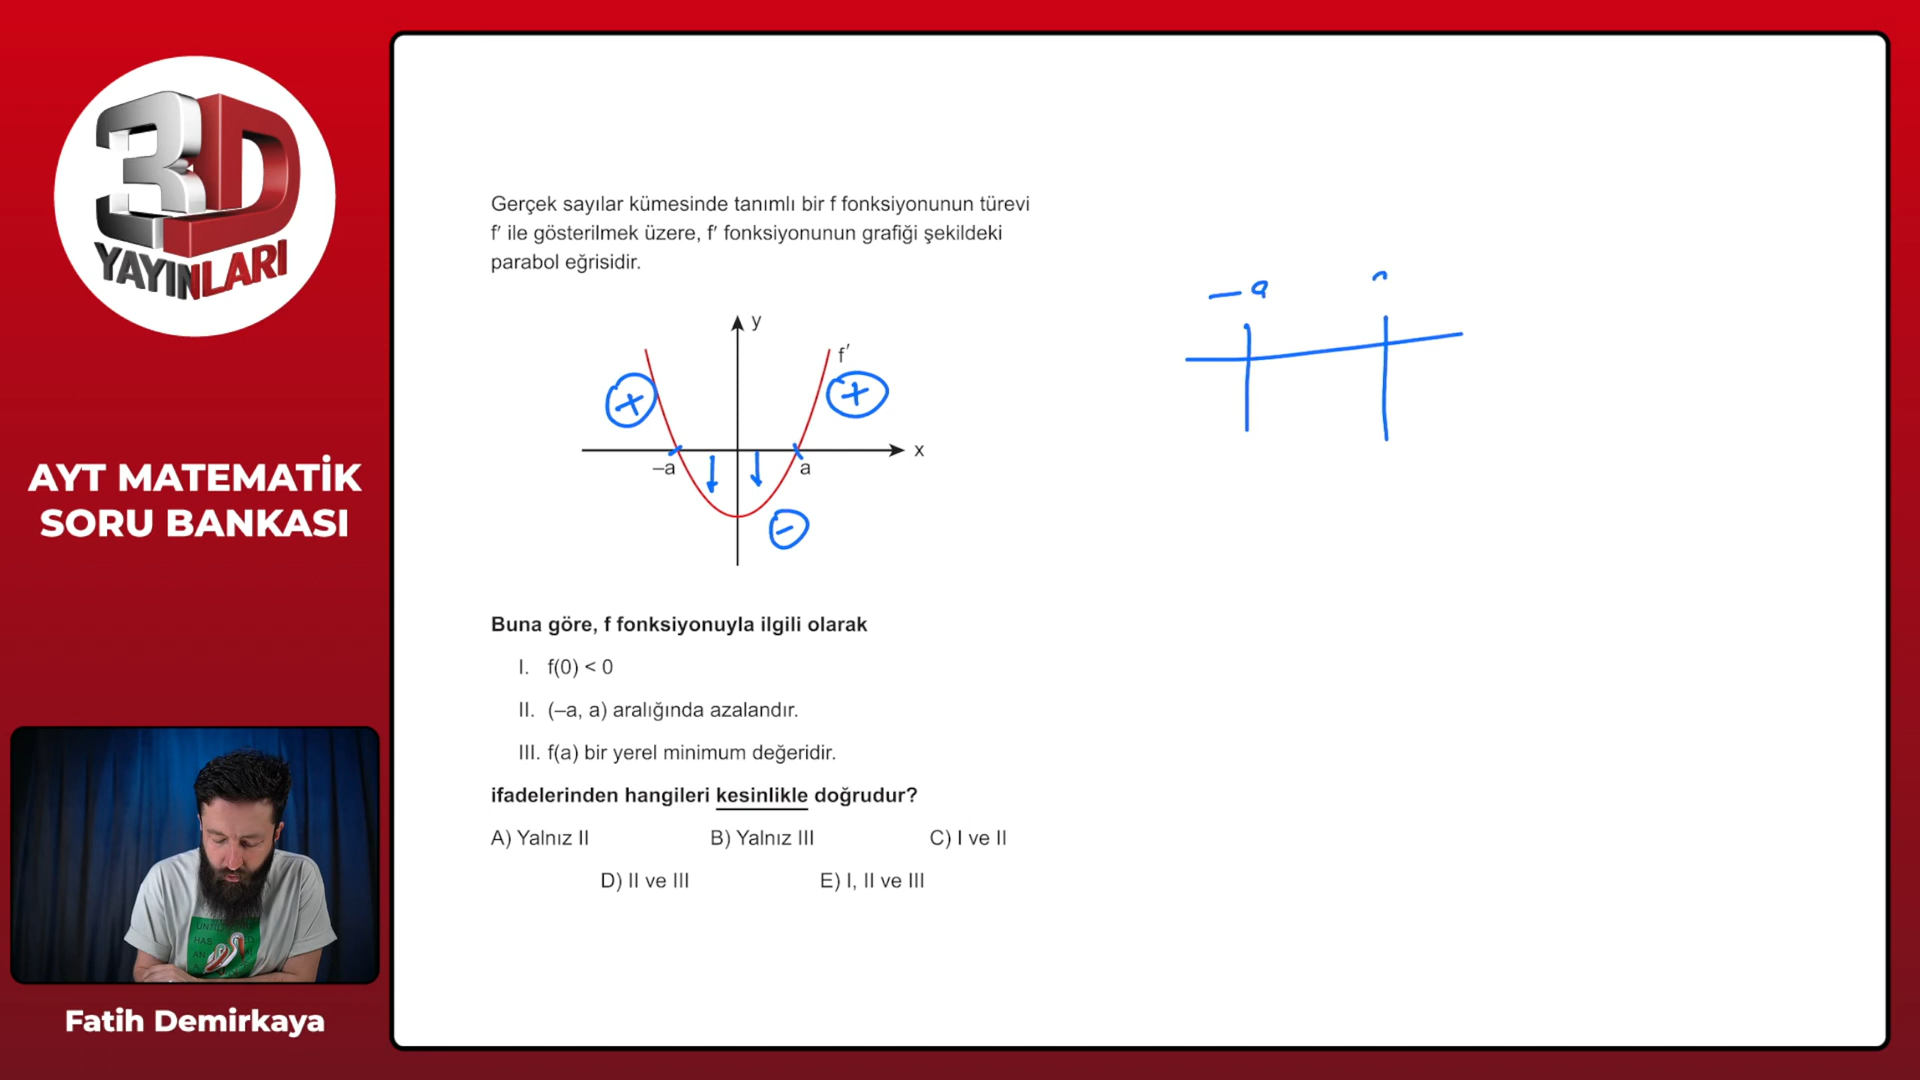 3D
YAYINLARI
AYT MATEMATİK
SORU BANKASI
Fatih Demirkaya
Gerçek sayılar kümesinde tanımlı bir f fonksiyonunun türevi
f′ ile gösterilmek üzere, f′ fonksiyonunun grafiği şekildeki
parabol eğrisidir.
y
f′
+
+
x
–a
a
-
Buna göre, f fonksiyonuyla ilgili olarak
I. f(0) < 0
II. (–a, a) aralığında azalandır.
III. f(a) bir yerel minimum değeridir.
ifadelerinden hangileri kesinlikle doğrudur?
A) Yalnız II B) Yalnız III C) I ve II
D) II ve III E) I, II ve III
-a